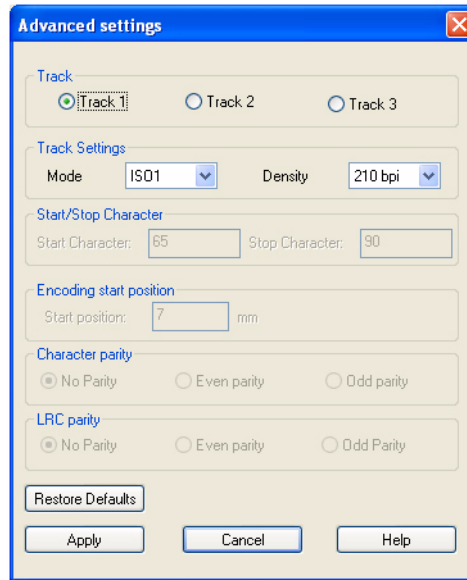 Advanced settings
Track
Track 1 Track 2 Track 3
Track Settings
Mode ISO1 Density 210 bpi
Start/Stop Character
Start Character: 65 Stop Character: 90
Encoding start position
Start position: 7 mm
Character parity
No Parity Even parity Odd parity
LRC parity
No Parity Even parity Odd Parity
Restore Defaults
Apply Cancel Help